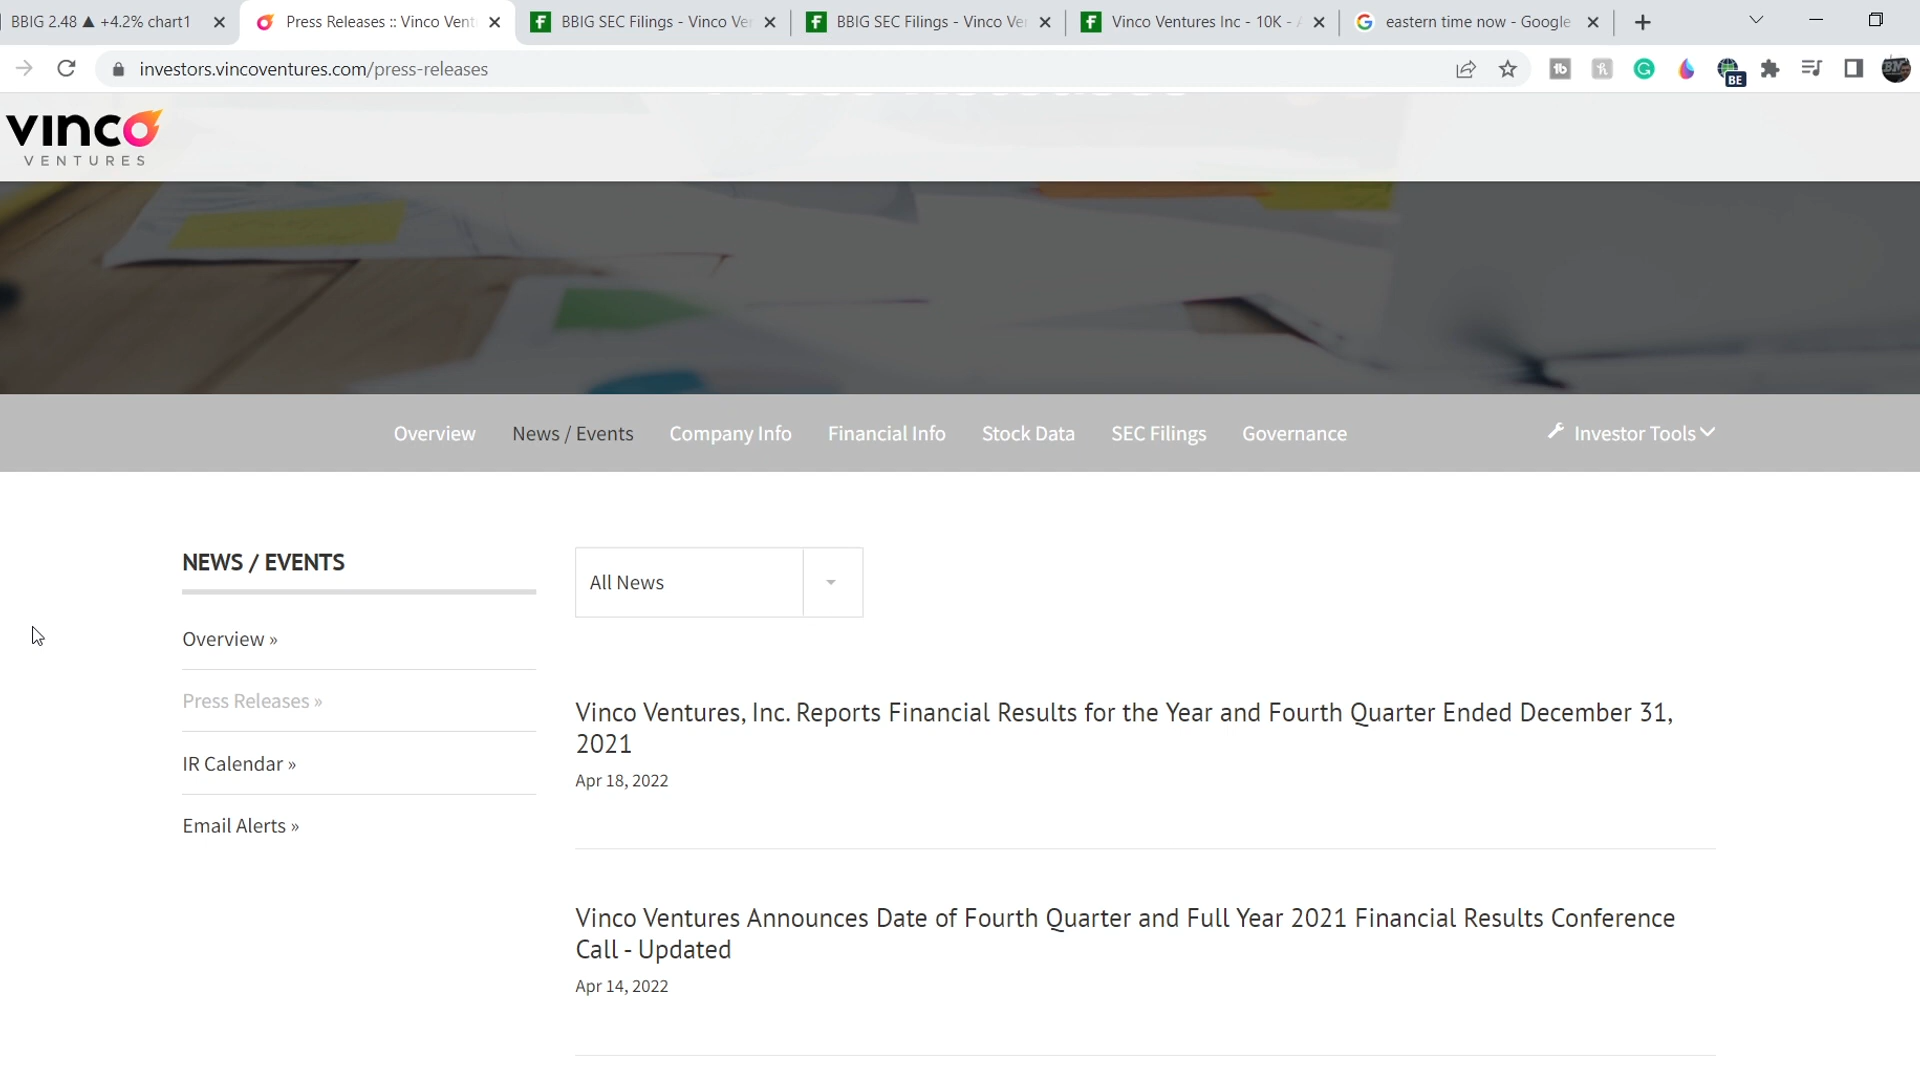 BBIG 2.48 ▲ +4.2% chart1
Press Releases :: Vinco Vent
BBIG SEC Filings - Vinco Ve
BBIG SEC Filings - Vinco Ve
Vinco Ventures Inc - 10K - A
eastern time now - Google
investors.vincoventures.com/press-releases
BE
vinco
VENTURES
Overview
News / Events
Company Info
Financial Info
Stock Data
SEC Filings
Governance
Investor Tools
NEWS / EVENTS
Overview »
Press Releases »
IR Calendar »
Email Alerts »
All News
Vinco Ventures, Inc. Reports Financial Results for the Year and Fourth Quarter Ended December 31,
2021
Apr 18, 2022
Vinco Ventures Announces Date of Fourth Quarter and Full Year 2021 Financial Results Conference
Call - Updated
Apr 14, 2022